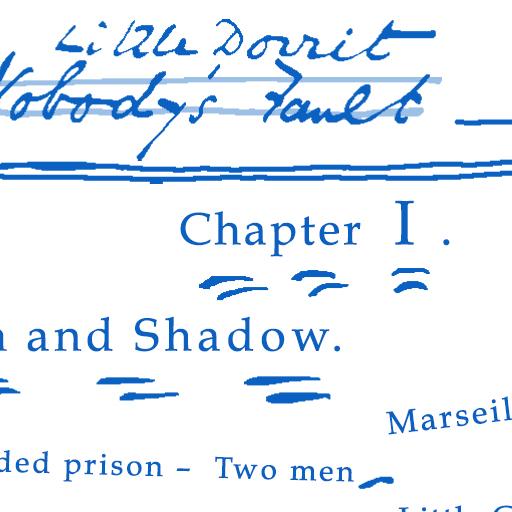 Little Dorrit
Nobody's Fault
Chapter I.
and Shadow.
Marseil
ded prison – Two men
Little